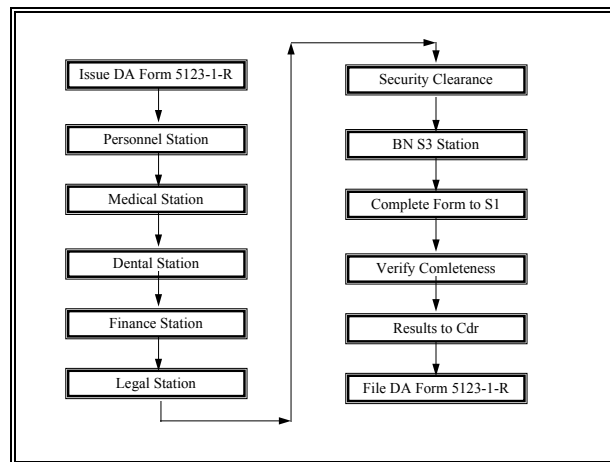 Issue DA Form 5123-1-R
Personnel Station
Medical Station
Dental Station
Finance Station
Legal Station
Security Clearance
BN S3 Station
Complete Form to S1
Verify Comleteness
Results to Cdr
File DA Form 5123-1-R